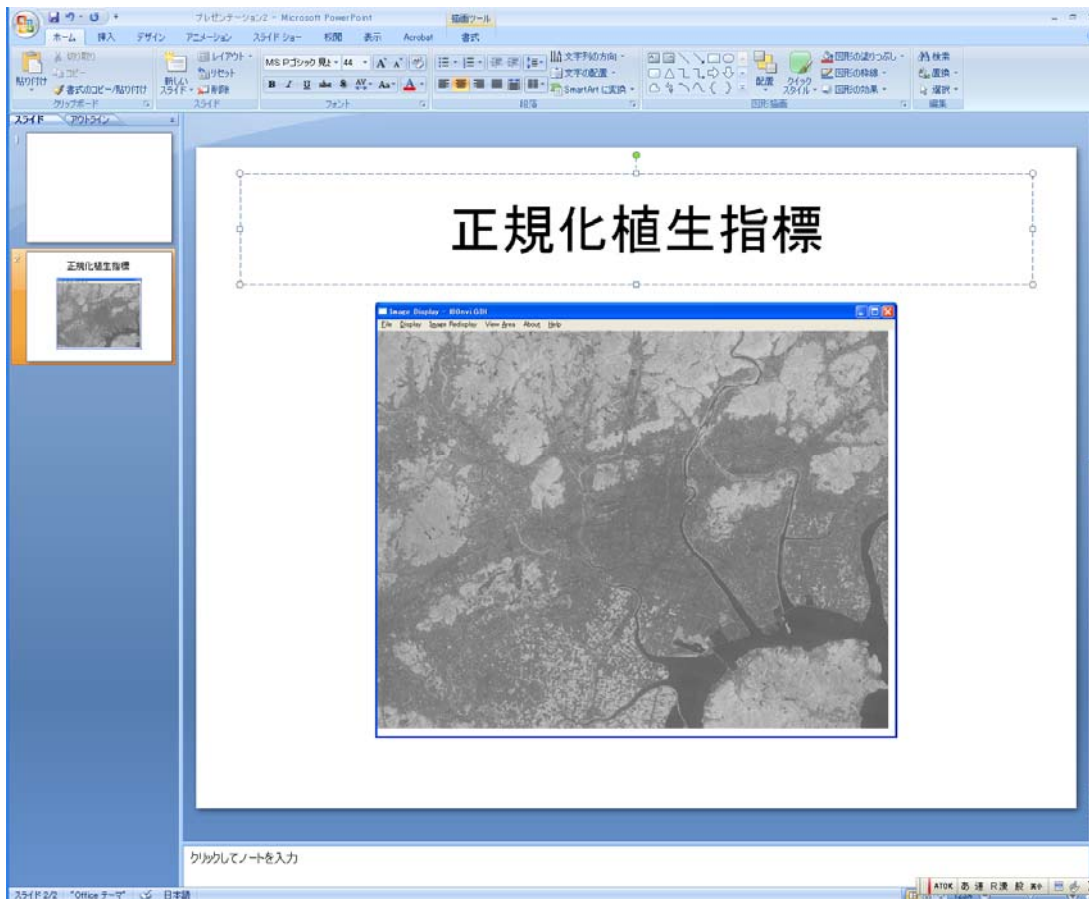 プレゼンテーション2 - Microsoft PowerPoint
描画ツール
ホーム 挿入 デザイン アニメーション スライド ショー 校閲 表示 Acrobat 書式
貼り付け
切り取り
コピー
書式のコピー/貼り付け
クリップボード
新しい
スライド
レイアウト
リセット
削除
スライド
MS Pゴシック 見出 44
フォント
文字列の方向
文字の配置
SmartArt に変換
段落
配置
クイック
スタイル
図形の塗りつぶし
図形の枠線
図形の効果
図形描画
検索
置換
選択
編集
スライド アウトライン
1
2
正規化植生指標
正規化植生指標
File Display Image Redisplay View Area About Help
クリックしてノートを入力
スライド 2/2 "Office テーマ" 日本語
ATOK あ 連 R漢 般